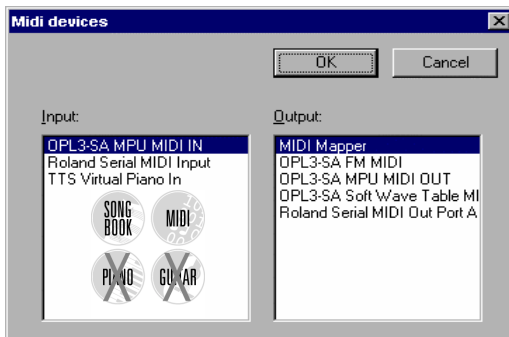 Midi devices
OK
Cancel
Input:
Output:
OPL3-SA MPU MIDI IN
Roland Serial MIDI Input
TTS Virtual Piano In
SONG
BOOK
MIDI
PIANO
GUITAR
MIDI Mapper
OPL3-SA FM MIDI
OPL3-SA MPU MIDI OUT
OPL3-SA Soft Wave Table MI
Roland Serial MIDI Out Port A